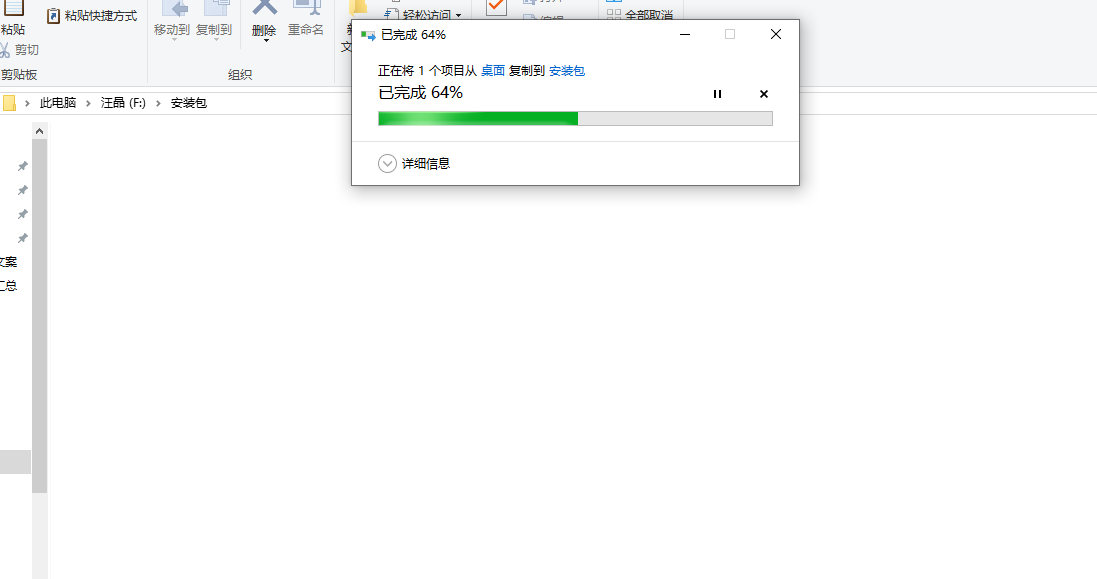 粘贴
粘贴快捷方式
剪切
剪贴板
移动到
复制到
删除
重命名
组织
轻松访问
全部取消
已完成 64%
正在将 1 个项目从 桌面 复制到 安装包
已完成 64%
详细信息
此电脑 > 汪晶 (F:) > 安装包
文案
汇总